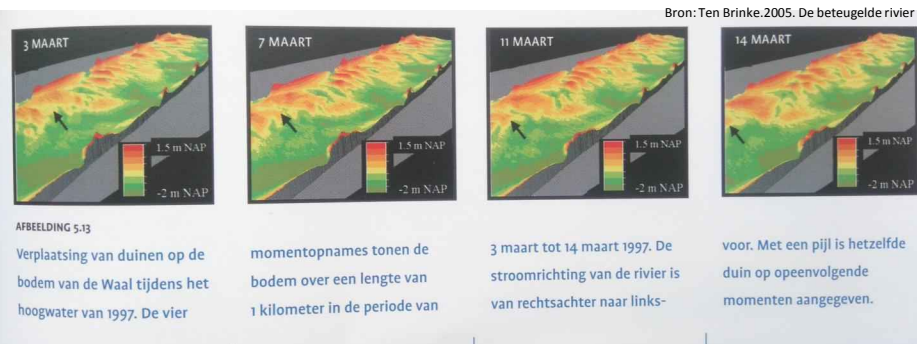 Bron: Ten Brinke.2005. De beteugelde rivier
3 MAART
1.5 m NAP
-2 m NAP
7 MAART
1.5 m NAP
-2 m NAP
11 MAART
1.5 m NAP
-2 m NAP
14 MAART
1.5 m NAP
-2 m NAP
AFBEELDING 5.13
Verplaatsing van duinen op de
bodem van de Waal tijdens het
hoogwater van 1997. De vier
momentopnames tonen de
bodem over een lengte van
1 kilometer in de periode van
3 maart tot 14 maart 1997. De
stroomrichting van de rivier is
van rechtsachter naar links-
voor. Met een pijl is hetzelfde
duin op opeenvolgende
momenten aangegeven.